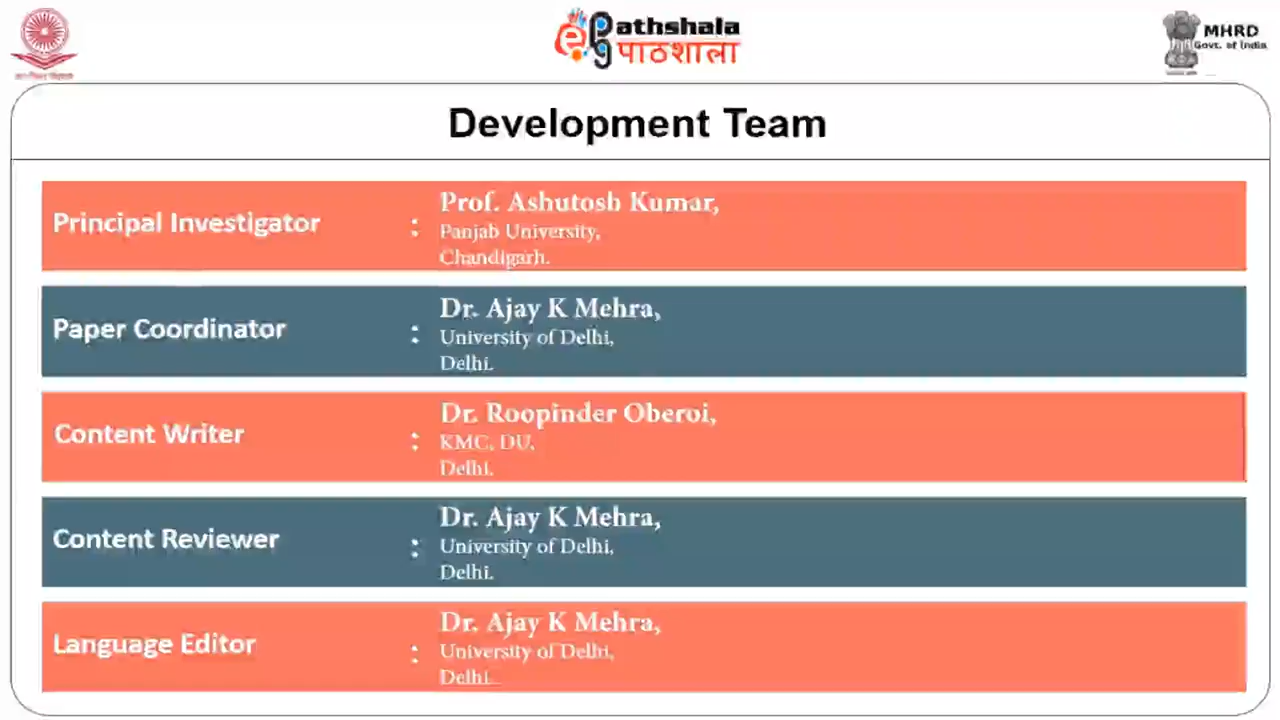 ePathshala
पाठशाला
MHRD
Govt. of India
Development Team
Principal Investigator : Prof. Ashutosh Kumar,
Panjab University,
Chandigarh.
Paper Coordinator : Dr. Ajay K Mehra,
University of Delhi,
Delhi.
Content Writer : Dr. Roopinder Oberoi,
KMC, DU,
Delhi.
Content Reviewer : Dr. Ajay K Mehra,
University of Delhi,
Delhi.
Language Editor : Dr. Ajay K Mehra,
University of Delhi,
Delhi.